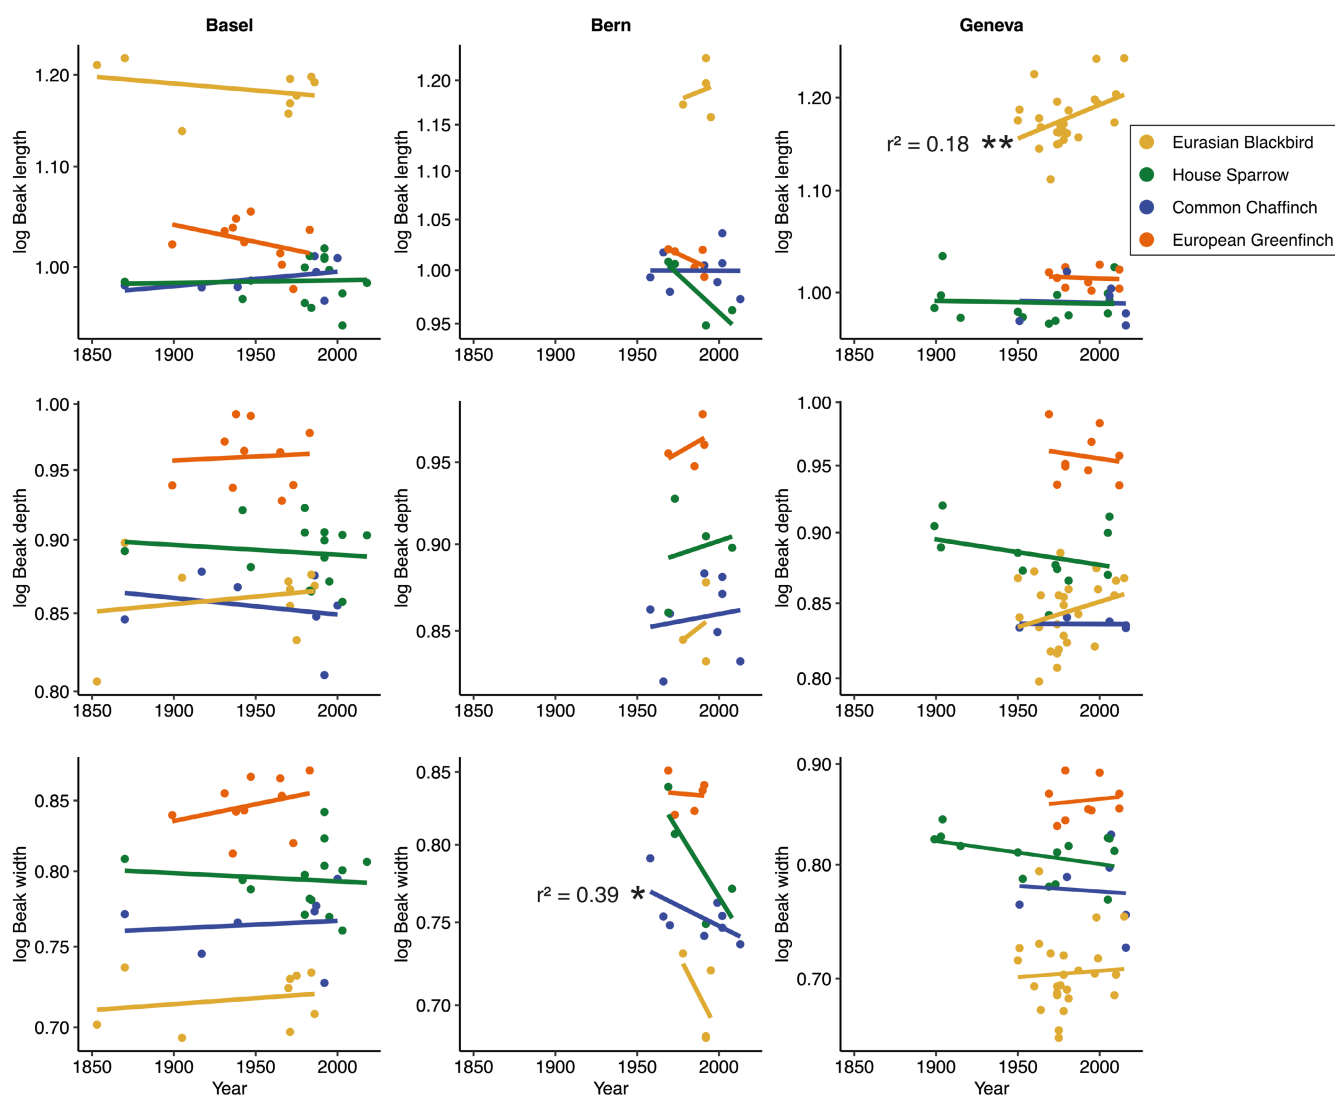 Basel
Bern
Geneva
log Beak length
1.20
1.10
1.00
1850 1900 1950 2000
log Beak length
1.20
1.15
1.10
1.05
1.00
0.95
1850 1900 1950 2000
log Beak length
1.20
1.10
1.00
r² = 0.18 **
1850 1900 1950 2000
Eurasian Blackbird
House Sparrow
Common Chaffinch
European Greenfinch
log Beak depth
1.00
0.95
0.90
0.85
0.80
1850 1900 1950 2000
log Beak depth
0.95
0.90
0.85
1850 1900 1950 2000
log Beak depth
1.00
0.95
0.90
0.85
0.80
1850 1900 1950 2000
log Beak width
0.85
0.80
0.75
0.70
1850 1900 1950 2000
Year
log Beak width
0.85
0.80
0.75
0.70
r² = 0.39 *
1850 1900 1950 2000
Year
log Beak width
0.90
0.80
0.70
1850 1900 1950 2000
Year